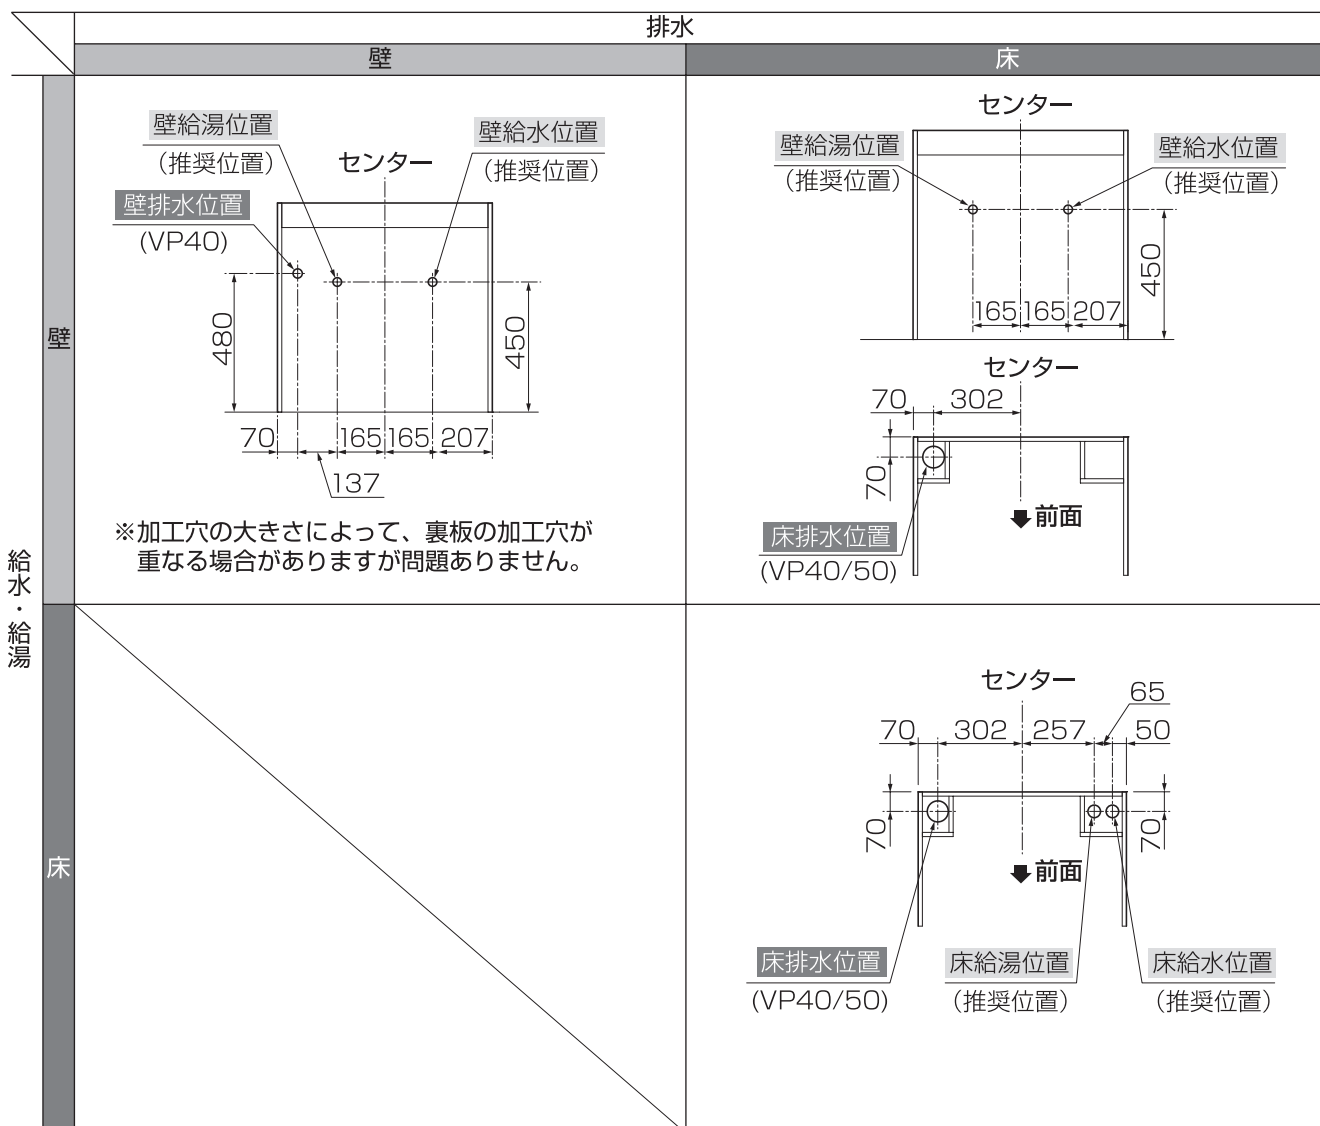 排水
壁
床
給水・給湯
壁
床
壁給湯位置
(推奨位置)
壁給水位置
(推奨位置)
センター
壁排水位置
(VP40)
480
450
70
165
165
207
137
※加工穴の大きさによって、裏板の加工穴が
重なる場合がありますが問題ありません。
センター
壁給湯位置
(推奨位置)
壁給水位置
(推奨位置)
450
165
165
207
センター
70
302
70
前面
床排水位置
(VP40/50)
センター
65
70
302
257
50
70
70
前面
床排水位置
(VP40/50)
床給湯位置
(推奨位置)
床給水位置
(推奨位置)